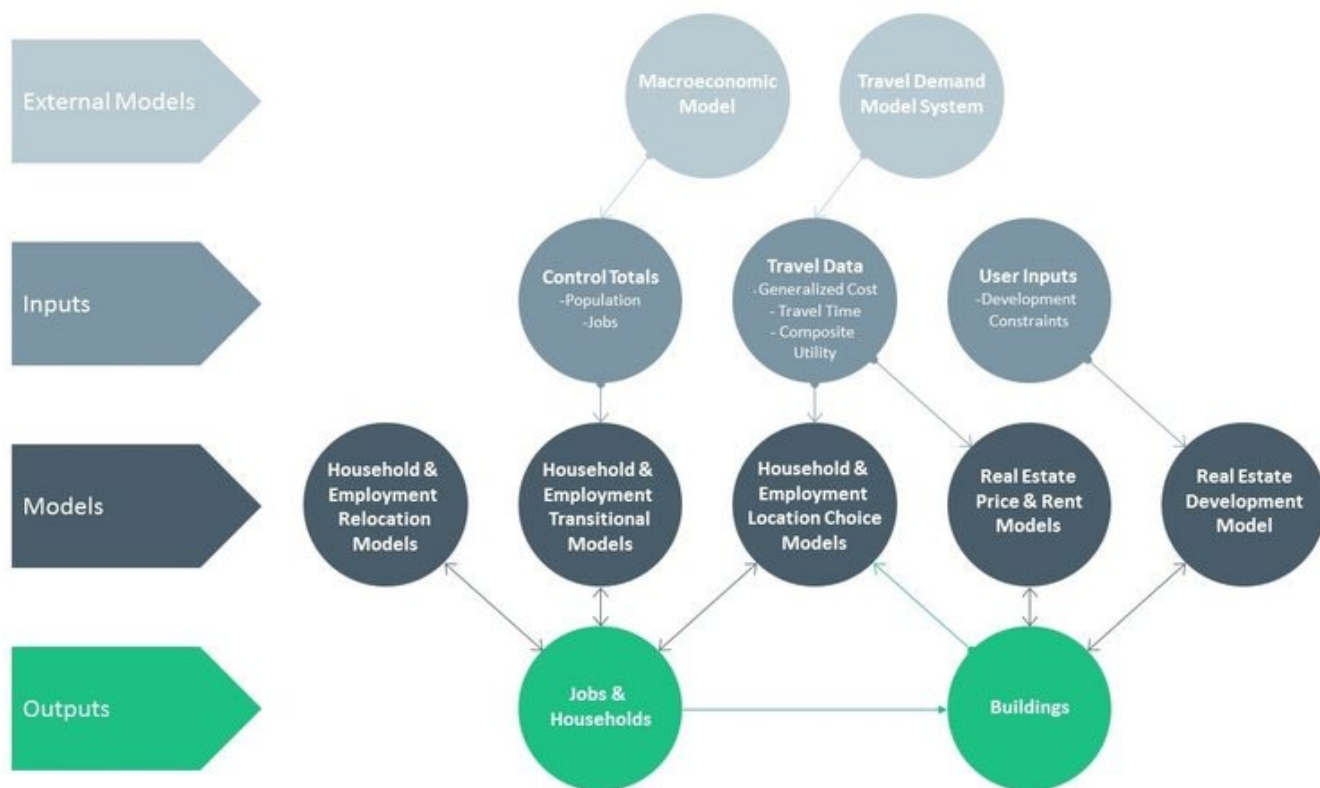 External Models
Macroeconomic
Model
Travel Demand
Model System
Inputs
Control Totals
-Population
-Jobs
Travel Data
-Generalized Cost
- Travel Time
- Composite
Utility
User Inputs
-Development
Constraints
Models
Household &
Employment
Relocation
Models
Household &
Employment
Transitional
Models
Household &
Employment
Location Choice
Models
Real Estate
Price & Rent
Models
Real Estate
Development
Model
Outputs
Jobs &
Households
Buildings